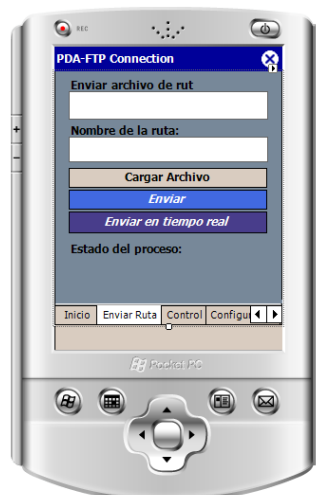 REC
PDA-FTP Connection
Enviar archivo de rut
Nombre de la ruta:
Cargar Archivo
Enviar
Enviar en tiempo real
Estado del proceso:
Inicio Enviar Ruta Control Configu
Pocket PC